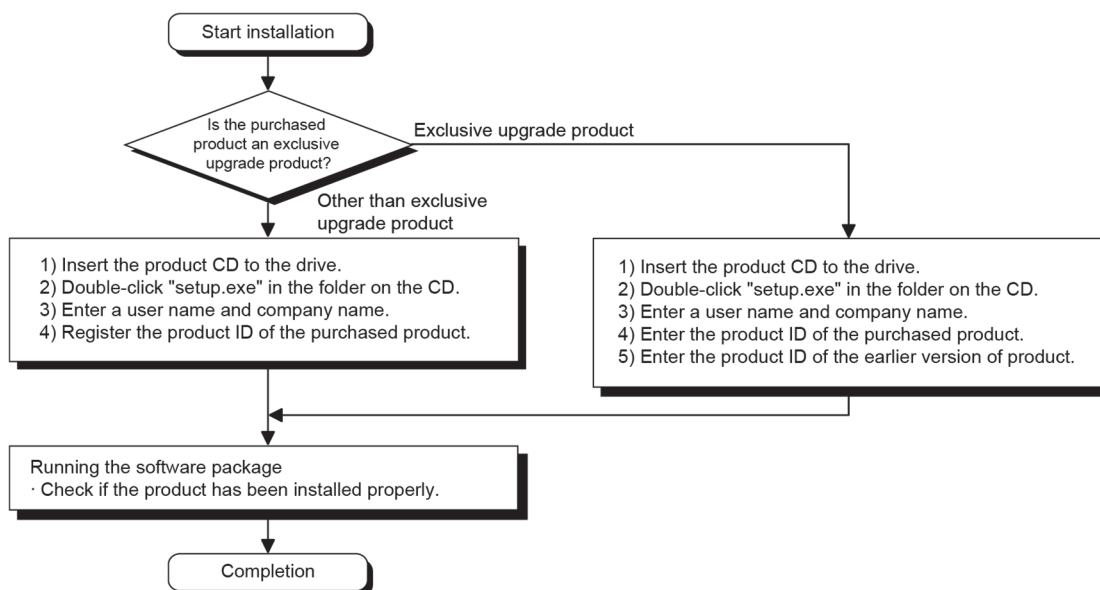 Start installation
Is the purchased
product an exclusive
upgrade product?
Exclusive upgrade product
Other than exclusive
upgrade product
1) Insert the product CD to the drive.
2) Double-click "setup.exe" in the folder on the CD.
3) Enter a user name and company name.
4) Register the product ID of the purchased product.
1) Insert the product CD to the drive.
2) Double-click "setup.exe" in the folder on the CD.
3) Enter a user name and company name.
4) Enter the product ID of the purchased product.
5) Enter the product ID of the earlier version of product.
Running the software package
· Check if the product has been installed properly.
Completion